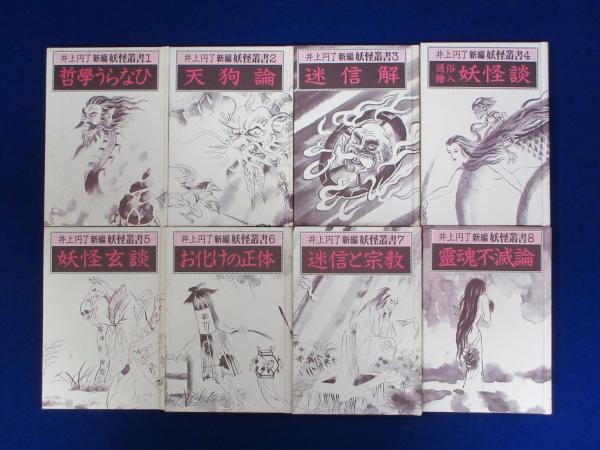 井上円了 新編 妖怪叢書1
哲學うらなひ
井上円了 新編 妖怪叢書2
天狗論
井上円了 新編 妖怪叢書3
迷信解
井上円了 新編 妖怪叢書4
通俗繪入 妖怪談
井上円了 新編 妖怪叢書5
妖怪玄談
井上円了 新編 妖怪叢書6
お化けの正体
井上円了 新編 妖怪叢書7
迷信と宗教
井上円了 新編 妖怪叢書8
靈魂不滅論